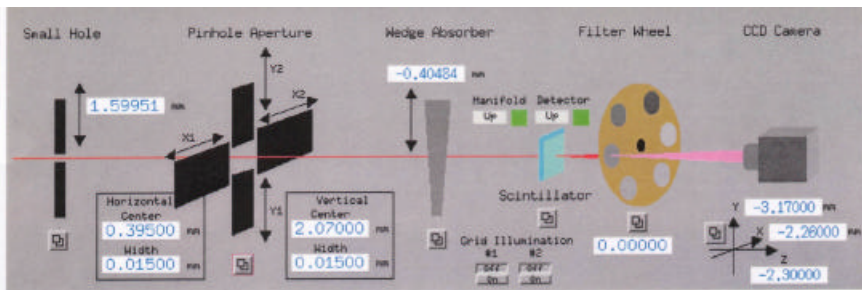 Small Hole
Pinhole Aperture
Wedge Absorber
Filter Wheel
CCD Camera
1.59951 mm
Y2
X2
X1
Y1
-0.40484 mm
Manifold Detector
Up Up
Scintillator
Horizontal
Center
0.39500 mm
Width
0.01500 mm
Vertical
Center
2.07000 mm
Width
0.01500 mm
Grid Illumination
#1 #2
Off Off
On On
0.00000
Y
-3.17000 mm
X
-2.26000 mm
Z
-2.30000